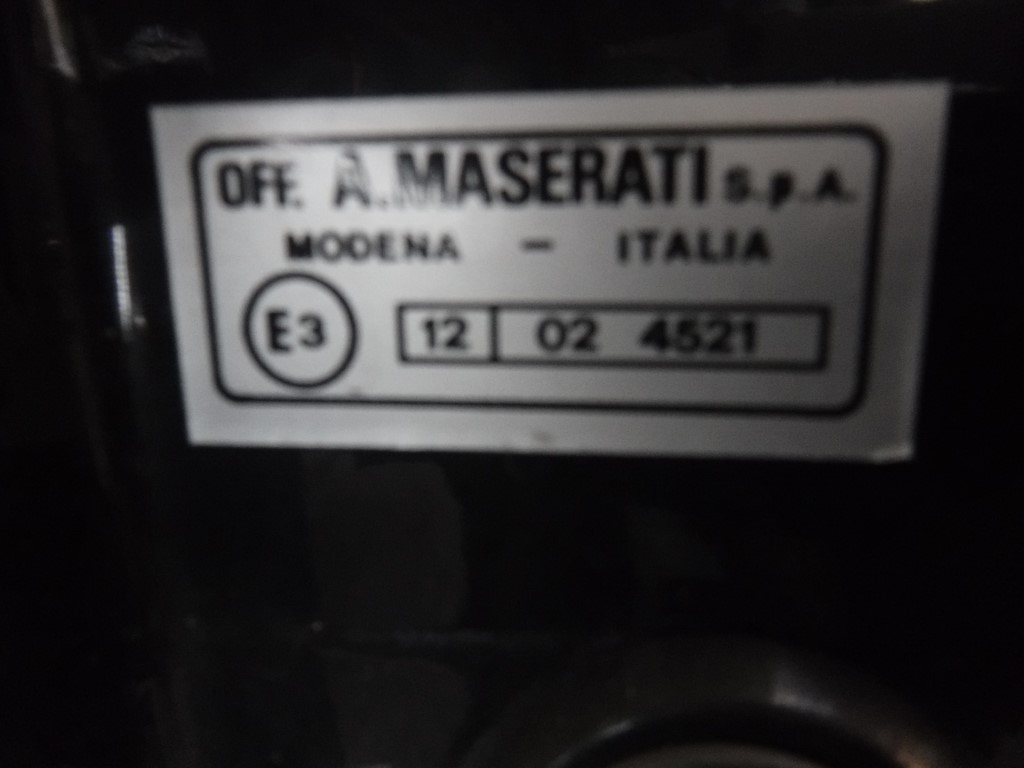 OFF. A. MASERATI S.p.A.
MODENA - ITALIA
E3 12 02 4521